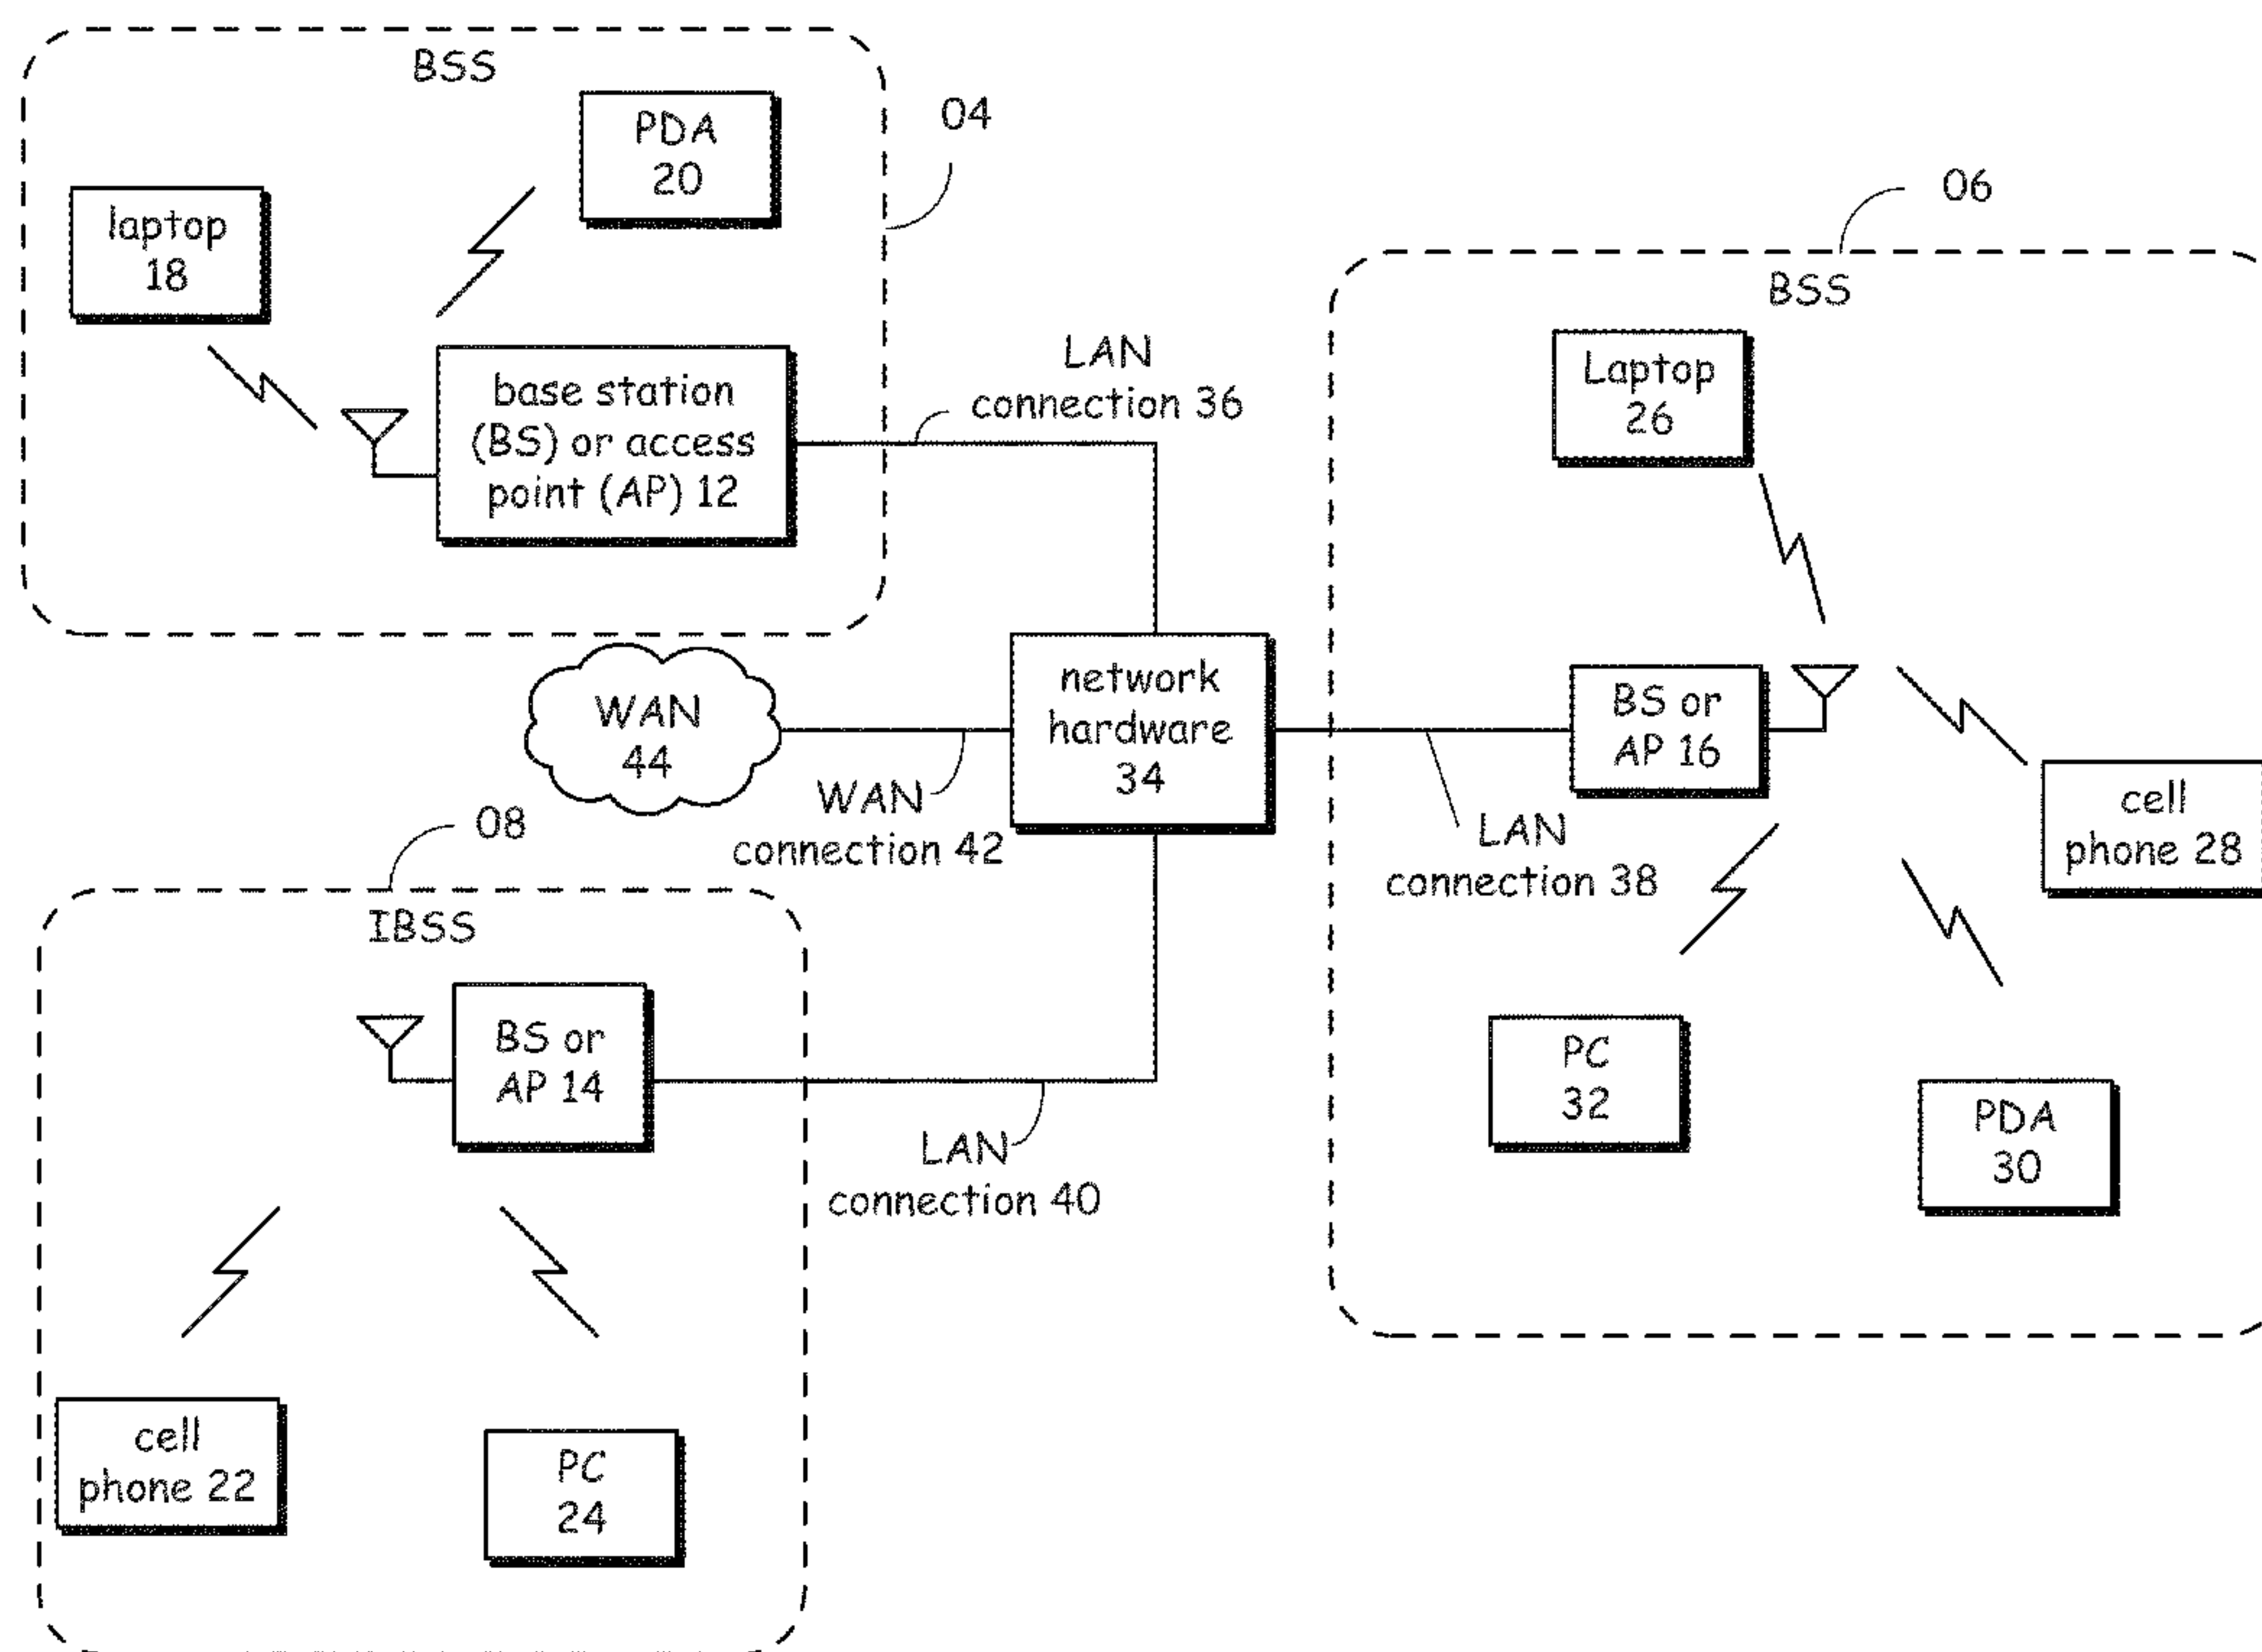 BSS
PDA
20
04
laptop
18
base station
(BS) or access
point (AP) 12
LAN
connection 36
06
BSS
Laptop
26
WAN
44
WAN
connection 42
network
hardware
34
BS or
AP 16
LAN
connection 38
cell
phone 28
PC
32
PDA
30
08
IBSS
BS or
AP 14
LAN
connection 40
cell
phone 22
PC
24